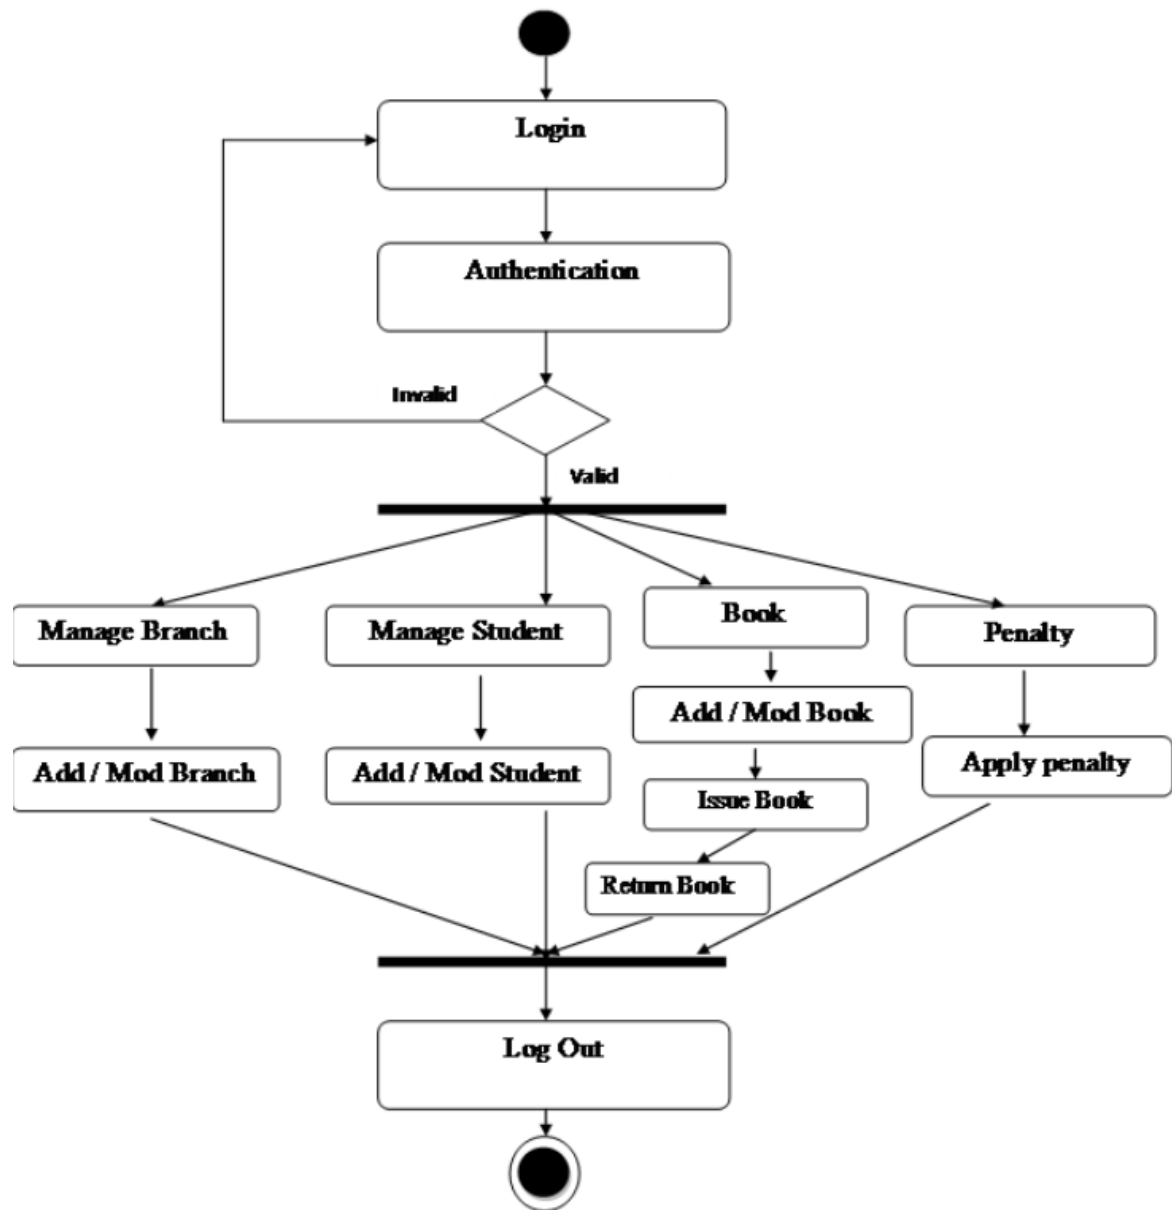 Login
Authentication
Invalid
Valid
Manage Branch
Manage Student
Book
Penalty
Add / Mod Branch
Add / Mod Student
Add / Mod Book
Apply penalty
Issue Book
Return Book
Log Out